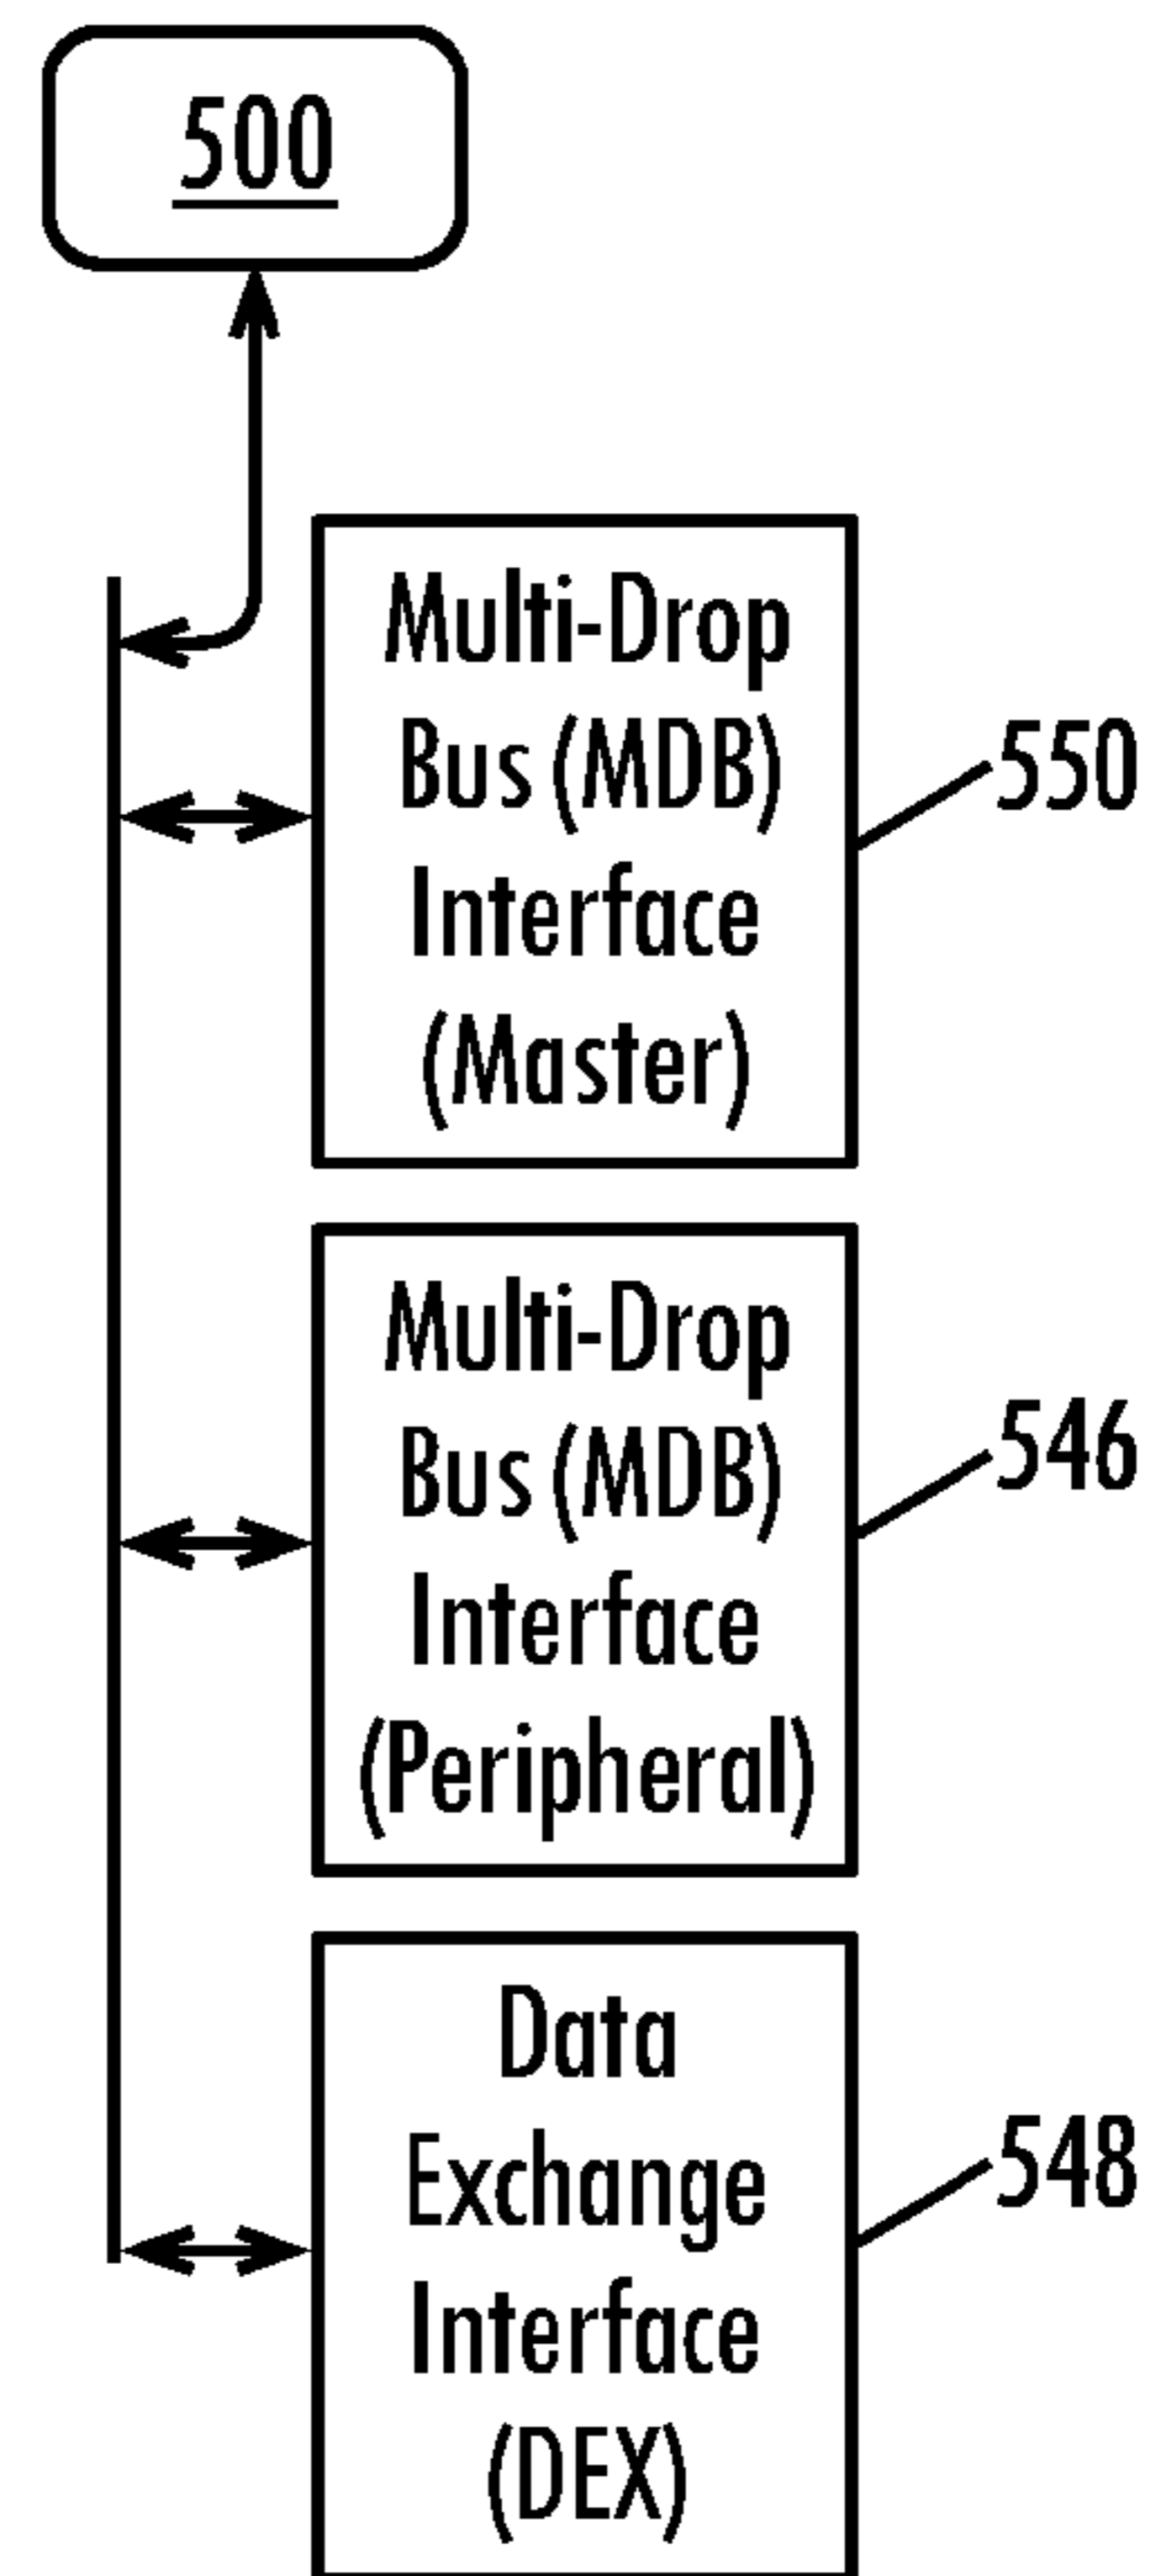 500
Multi-Drop
Bus (MDB)
Interface
(Master)
550
Multi-Drop
Bus (MDB)
Interface
(Peripheral)
546
Data
Exchange
Interface
(DEX)
548